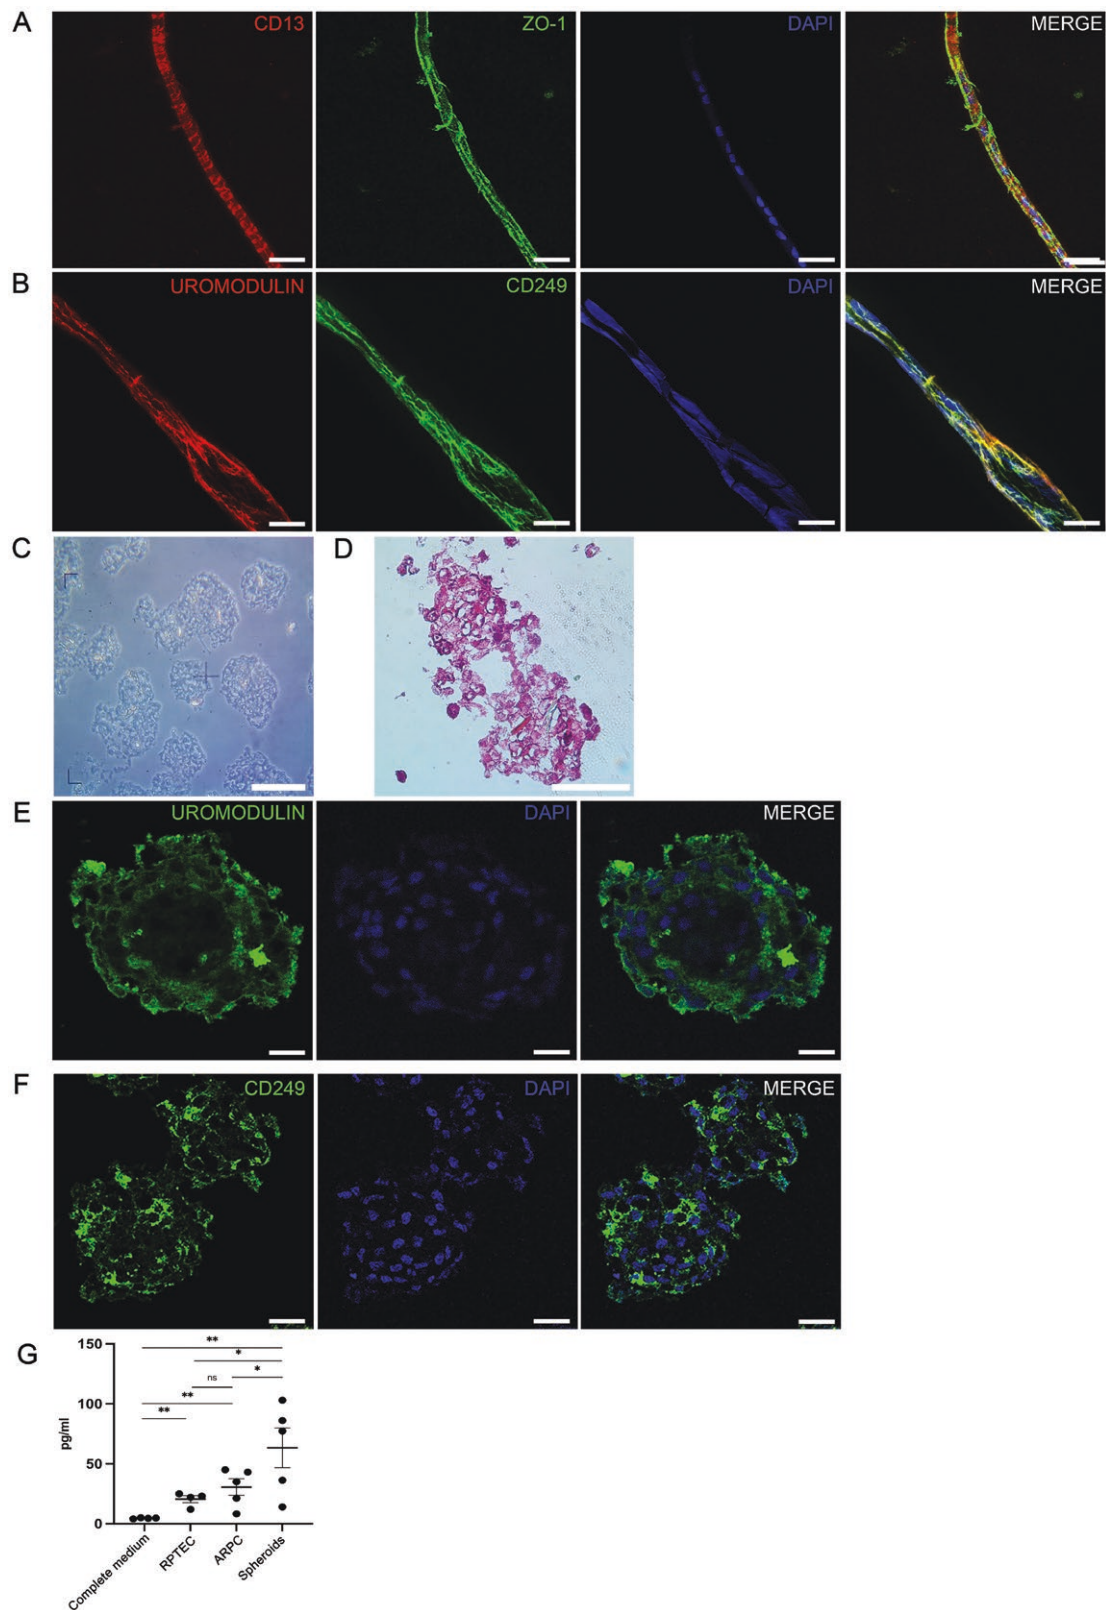 A
CD13
ZO-1
DAPI
MERGE
B
UROMODULIN
CD249
DAPI
MERGE
C
D
E
UROMODULIN
DAPI
MERGE
F
CD249
DAPI
MERGE
G
150
100
50
0
pg/ml
**
*
ns
*
**
**
Complete medium
RPTEC
ARPC
Spheroids